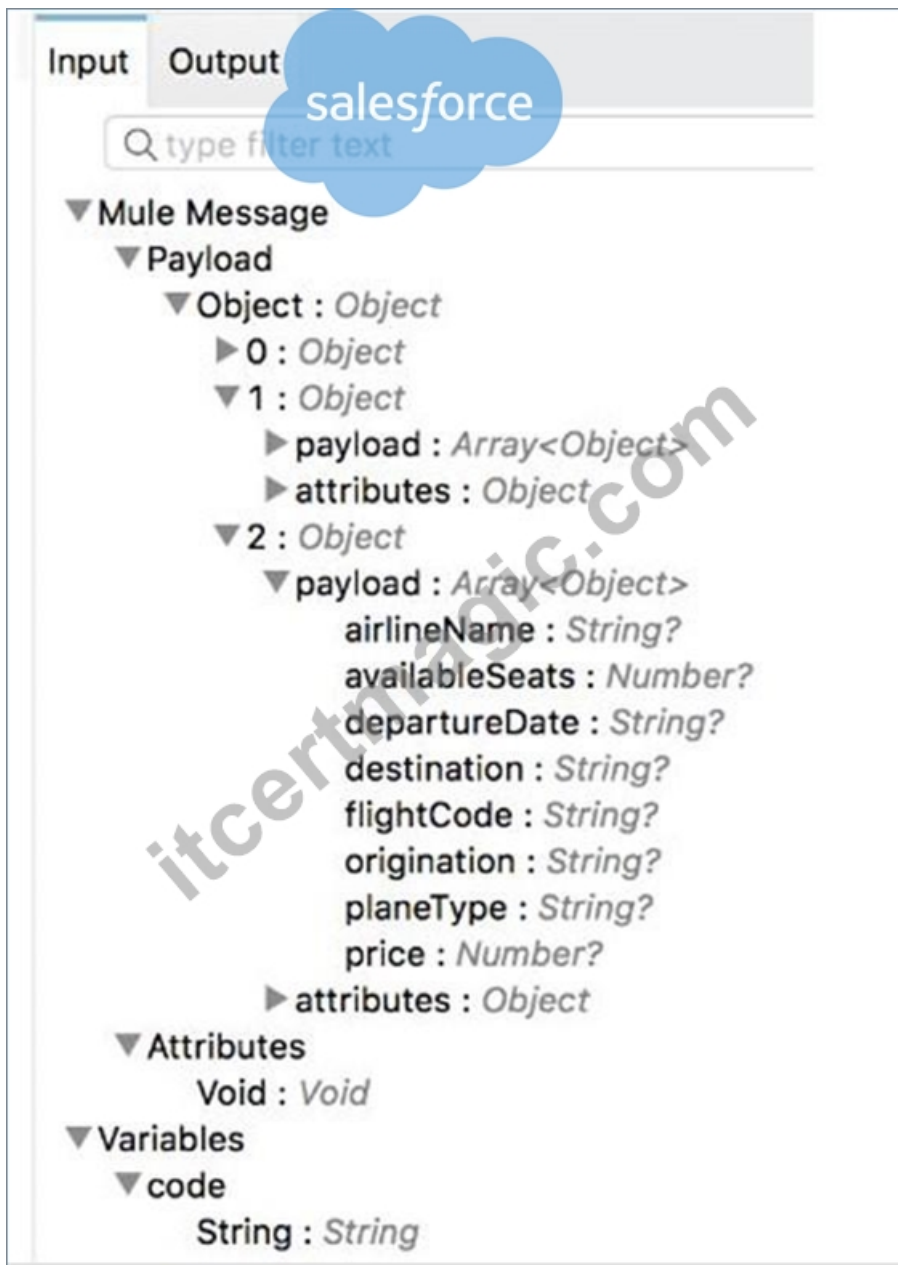 Input Output
salesforce
type filter text
Mule Message
Payload
Object : Object
0 : Object
1 : Object
payload : Array<Object>
attributes : Object
2 : Object
payload : Array<Object>
airlineName : String?
availableSeats : Number?
departureDate : String?
destination : String?
flightCode : String?
origination : String?
planeType : String?
price : Number?
attributes : Object
Attributes
Void : Void
Variables
code
String : String
itcertmagic.com